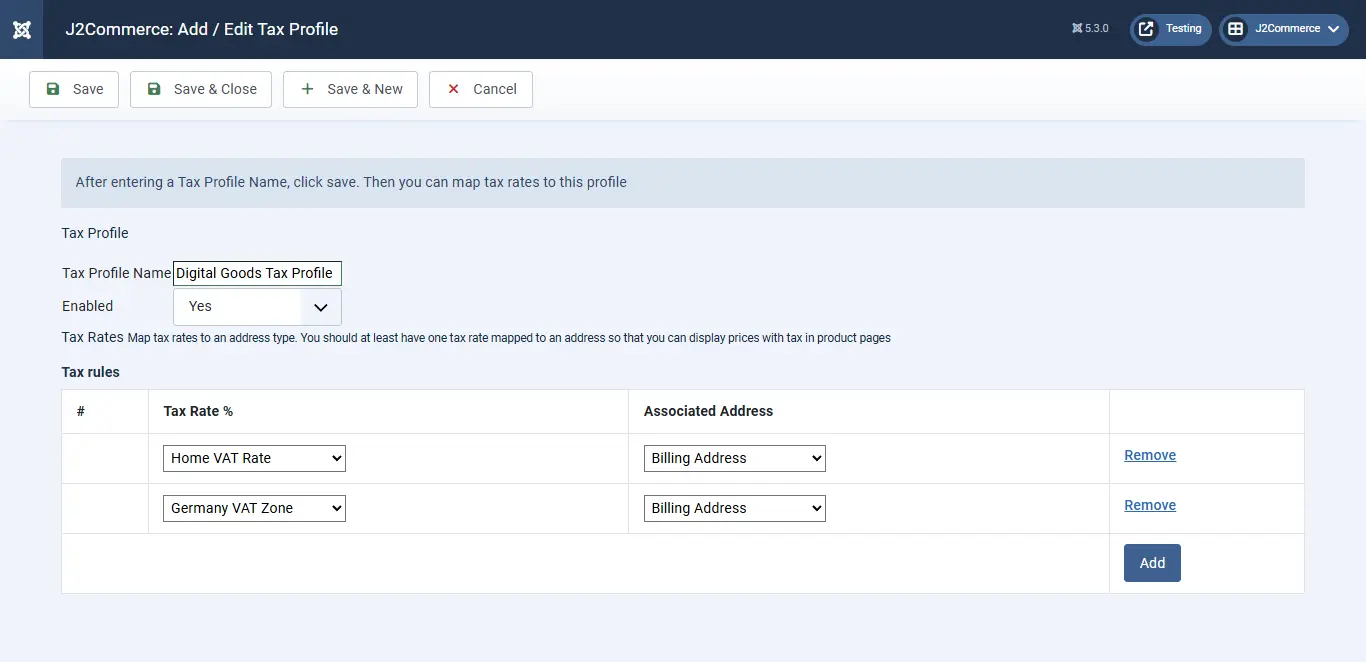 J2Commerce: Add / Edit Tax Profile
5.3.0
Testing
J2Commerce
Save
Save & Close
Save & New
Cancel
After entering a Tax Profile Name, click save. Then you can map tax rates to this profile
Tax Profile
Tax Profile Name Digital Goods Tax Profile
Enabled Yes
Tax Rates Map tax rates to an address type. You should at least have one tax rate mapped to an address so that you can display prices with tax in product pages
Tax rules
# Tax Rate % Associated Address
Home VAT Rate Billing Address Remove
Germany VAT Zone Billing Address Remove
Add